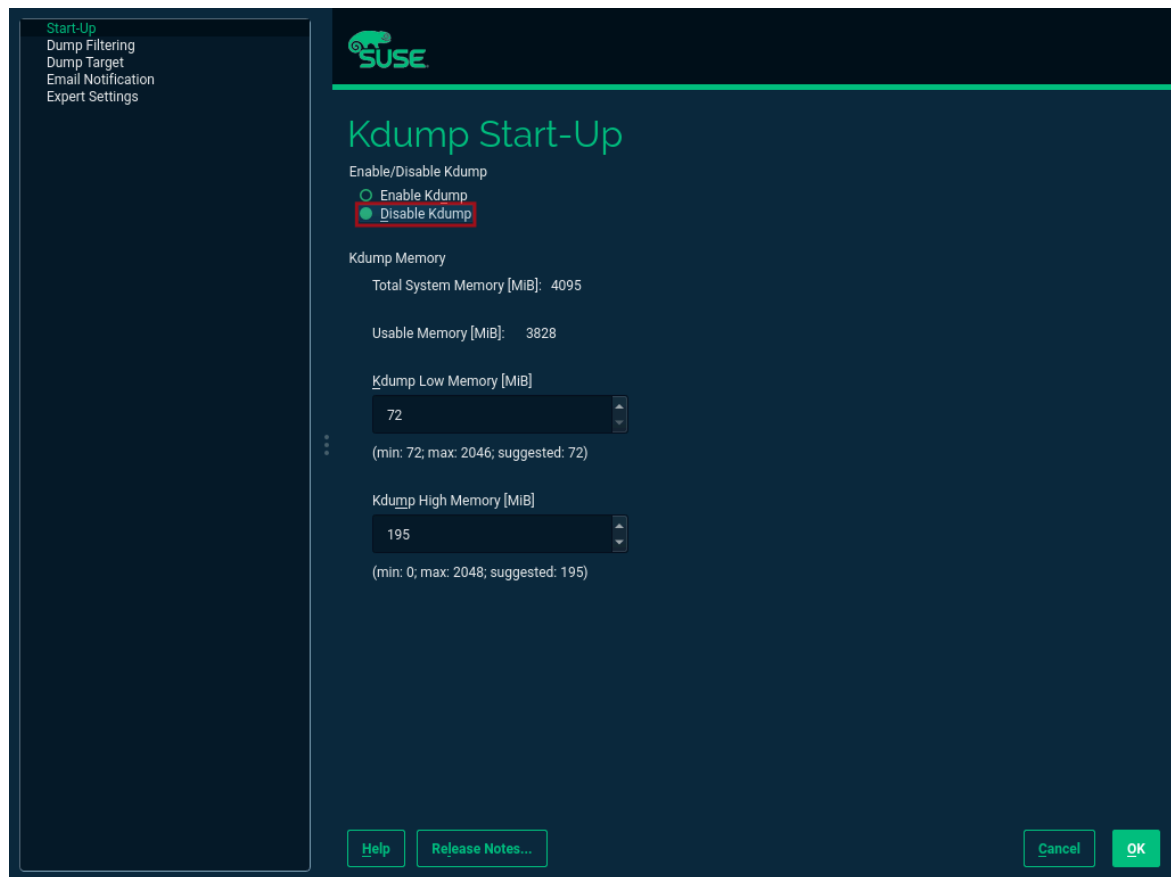 Start-Up
Dump Filtering
Dump Target
Email Notification
Expert Settings
SUSE
Kdump Start-Up
Enable/Disable Kdump
Enable Kdump
Disable Kdump
Kdump Memory
Total System Memory [MiB]: 4095
Usable Memory [MiB]: 3828
Kdump Low Memory [MiB]
72
(min: 72; max: 2046; suggested: 72)
Kdump High Memory [MiB]
195
(min: 0; max: 2048; suggested: 195)
Help Release Notes... Cancel OK